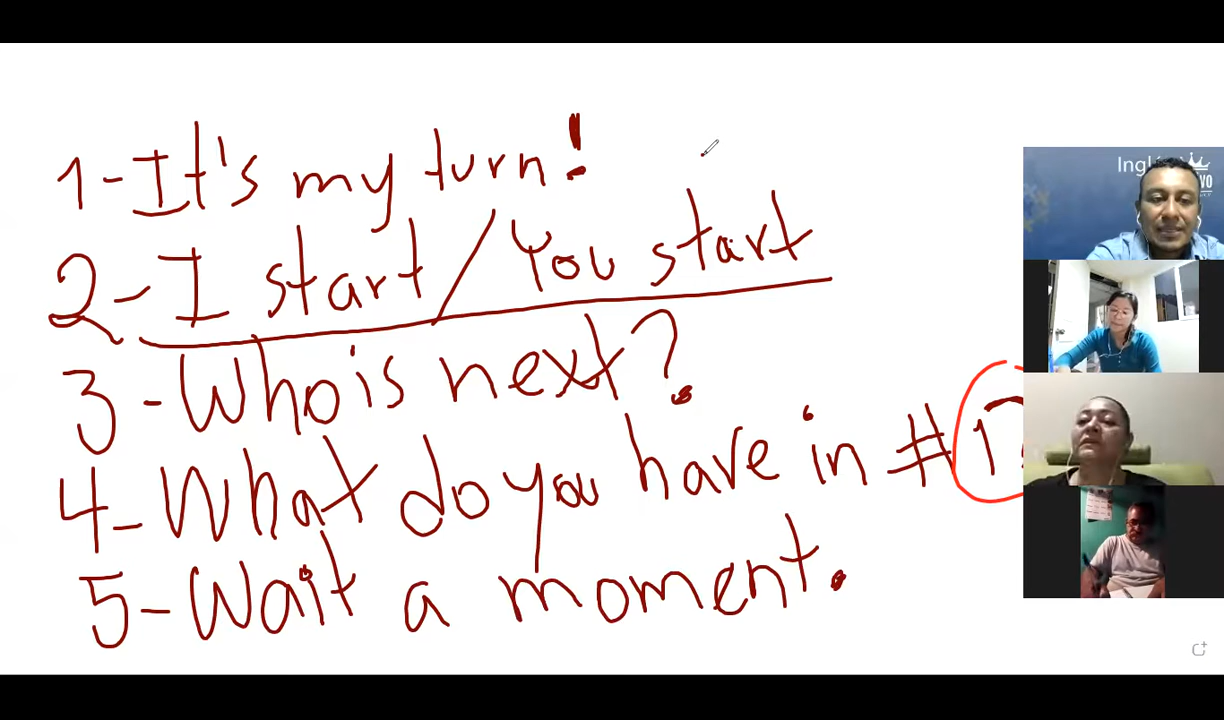 1-It's my turn!
2-I start/You start
3-Who is next?
4-What do you have in #1
5-Wait a moment.